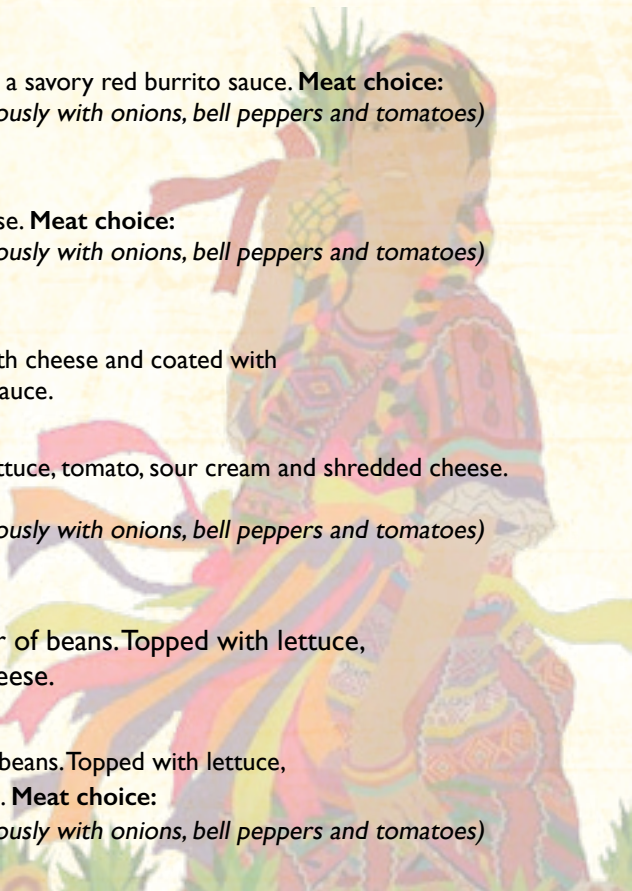 a savory red burrito sauce. Meat choice:
ously with onions, bell peppers and tomatoes)
se. Meat choice:
ously with onions, bell peppers and tomatoes)
th cheese and coated with
auce.
ttuce, tomato, sour cream and shredded cheese.
ously with onions, bell peppers and tomatoes)
r of beans. Topped with lettuce,
eese.
beans. Topped with lettuce,
. Meat choice:
ously with onions, bell peppers and tomatoes)